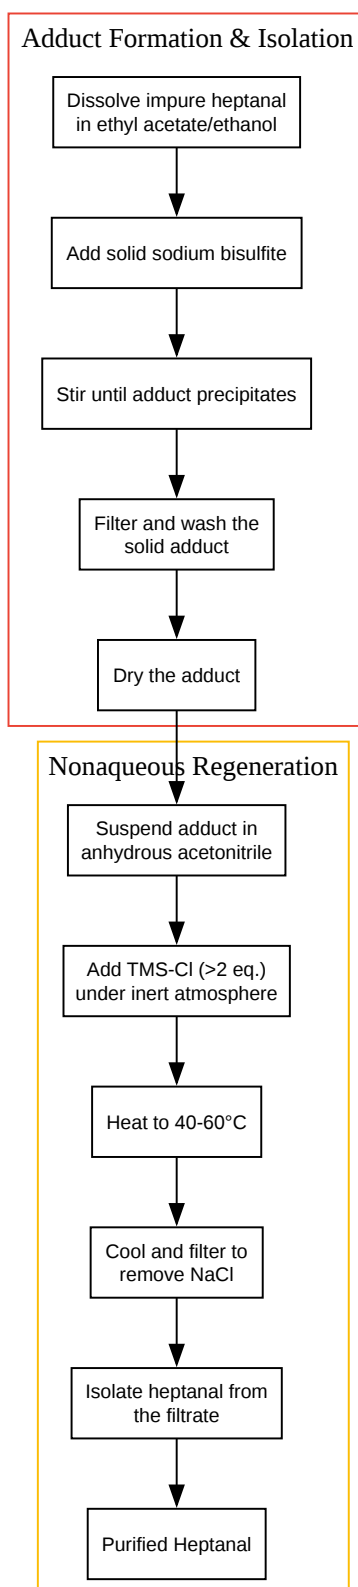 Adduct Formation & Isolation
Dissolve impure heptanal
in ethyl acetate/ethanol
Add solid sodium bisulfite
Stir until adduct precipitates
Filter and wash the
solid adduct
Dry the adduct
Nonaqueous Regeneration
Suspend adduct in
anhydrous acetonitrile
Add TMS-Cl (>2 eq.)
under inert atmosphere
Heat to 40-60°C
Cool and filter to
remove NaCl
Isolate heptanal from
the filtrate
Purified Heptanal